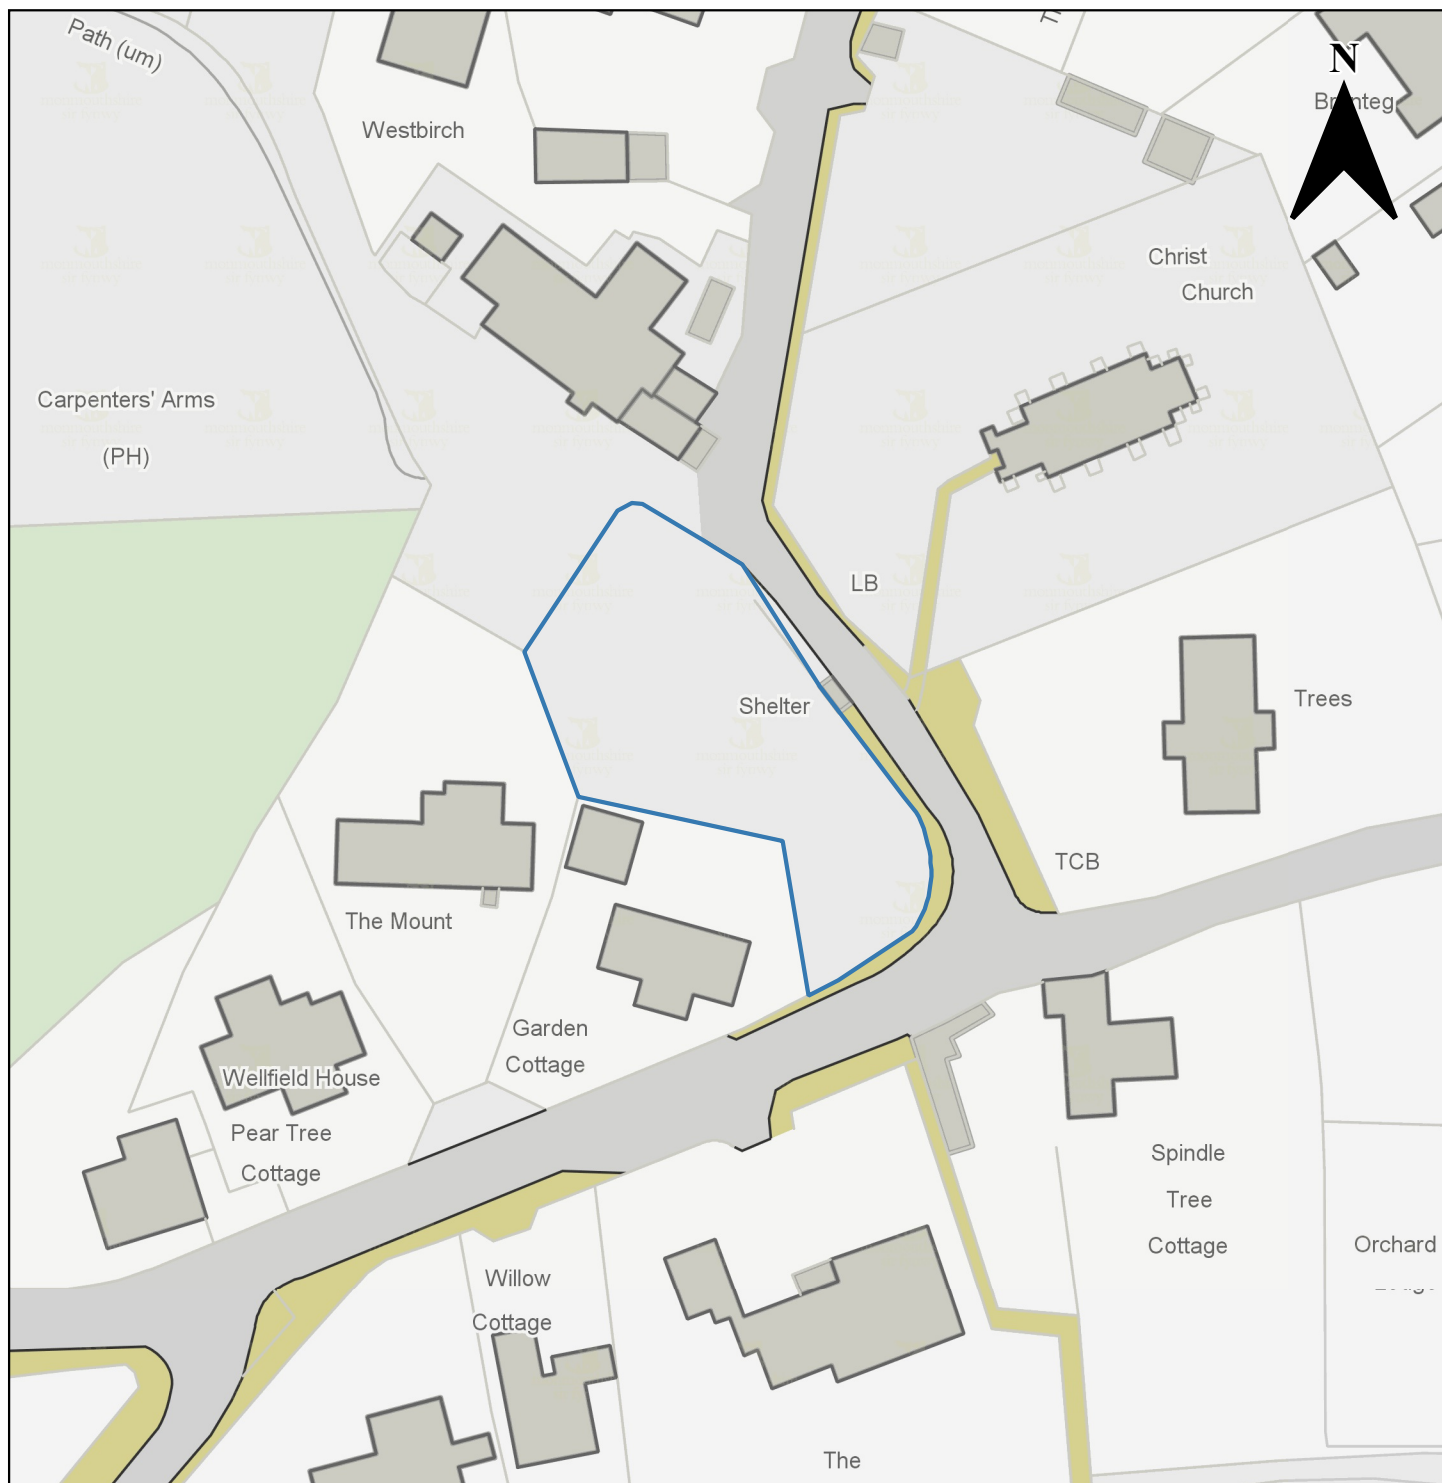 Path (um)
N
Westbirch
Christ
Church
Carpenters' Arms
(PH)
LB
Trees
Shelter
TCB
The Mount
Garden
Cottage
Wellfield House
Pear Tree
Cottage
Spindle
Tree
Cottage
Orchard
Willow
Cottage
The